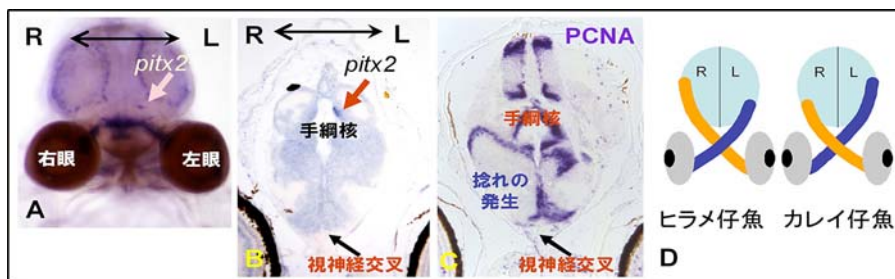 R L
pitx2
右眼 左眼
A
R L
pitx2
手綱核
B
視神経交叉
PCNA
手綱核
捻れの
発生
C
視神経交叉
R L R L
ヒラメ仔魚 カレイ仔魚
D